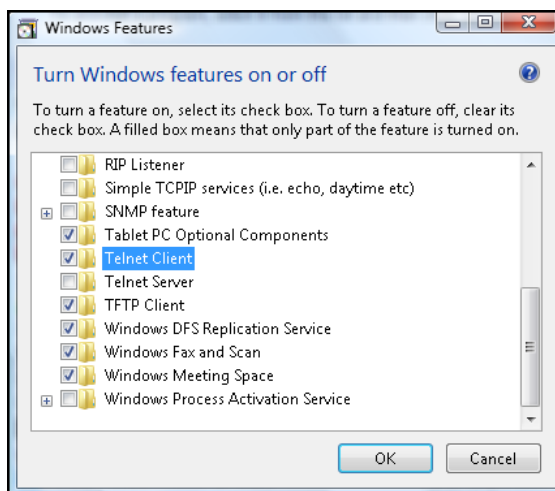 Windows Features
Turn Windows features on or off
To turn a feature on, select its check box. To turn a feature off, clear its
check box. A filled box means that only part of the feature is turned on.
RIP Listener
Simple TCPIP services (i.e. echo, daytime etc)
SNMP feature
Tablet PC Optional Components
Telnet Client
Telnet Server
TFTP Client
Windows DFS Replication Service
Windows Fax and Scan
Windows Meeting Space
Windows Process Activation Service
OK Cancel